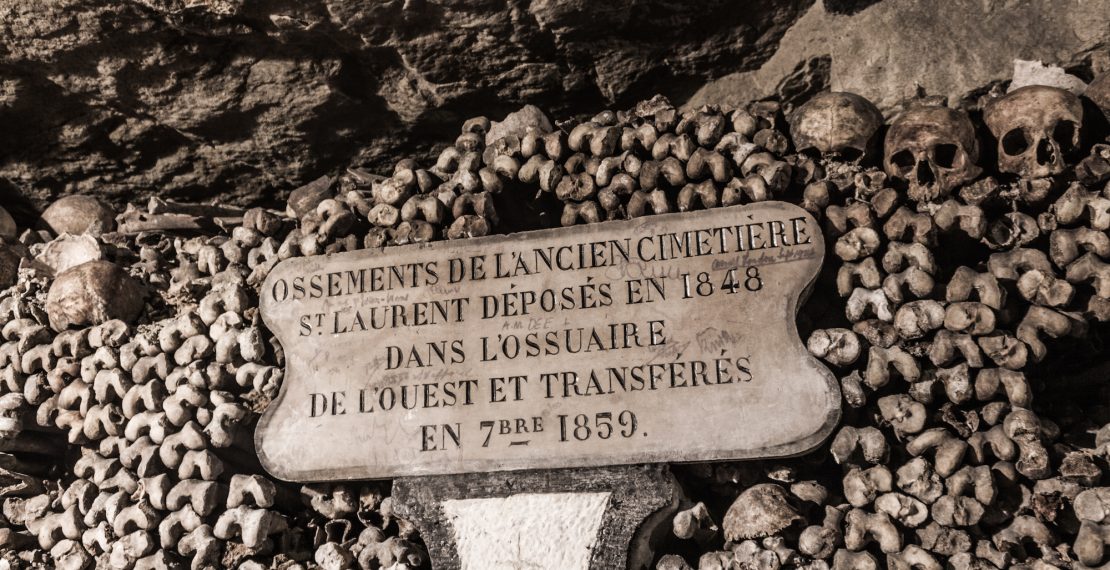 OSSEMENTS DE L'ANCIEN CIMETIÈRE
ST LAURENT DÉPOSÉS EN 1848
DANS L'OSSUAIRE
DE L'OUEST ET TRANSFÉRÉS
EN 7BRE 1859.